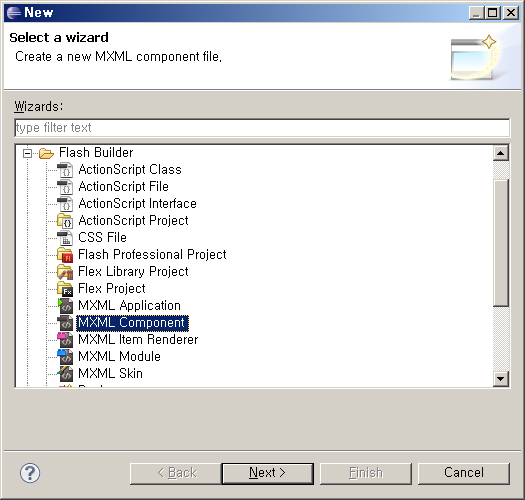 New
Select a wizard
Create a new MXML component file,
Wizards:
type filter text
Flash Builder
ActionScript Class
ActionScript File
ActionScript Interface
ActionScript Project
CSS File
Flash Professional Project
Flex Library Project
Flex Project
MXML Application
MXML Component
MXML Item Renderer
MXML Module
MXML Skin
< Back Next > Finish Cancel